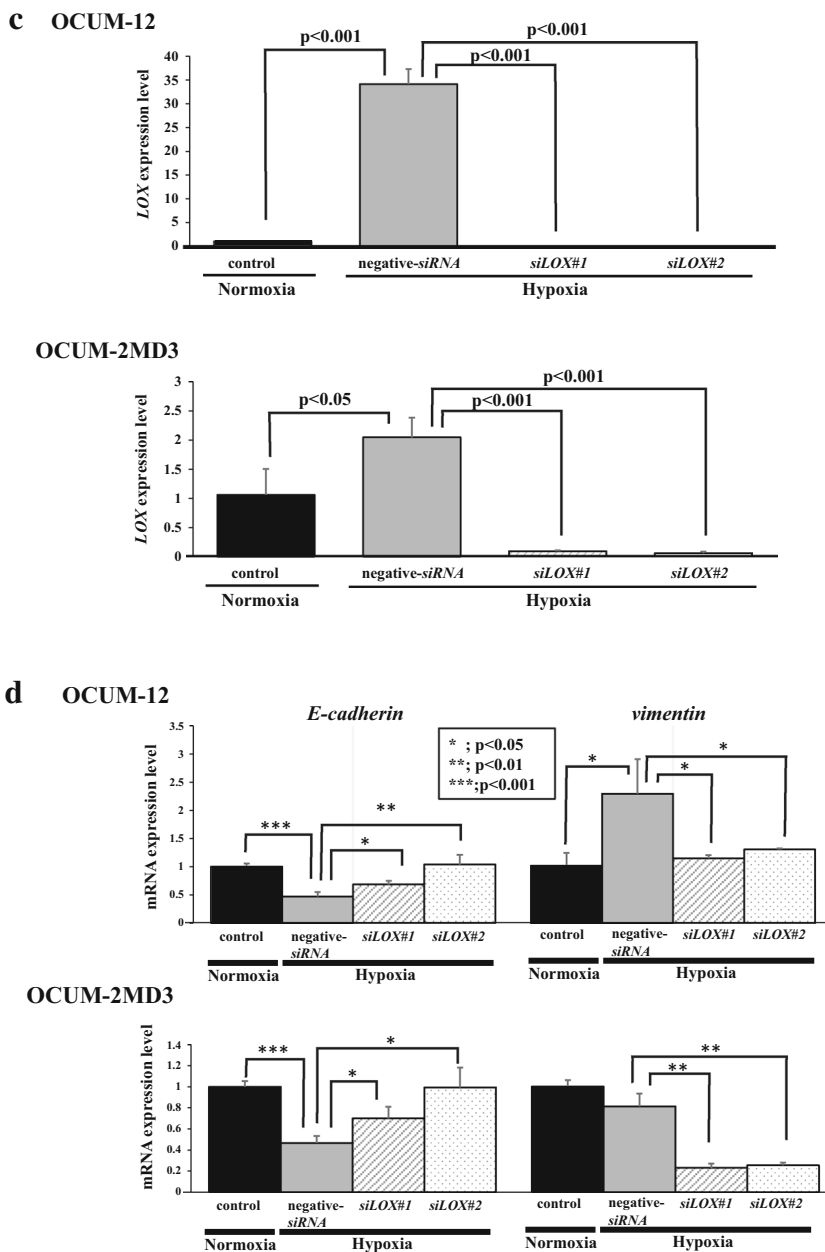 c OCUM-12
p<0.001
p<0.001
p<0.001
LOX expression level
40
35
30
25
20
15
10
5
0
control negative-siRNA siLOX#1 siLOX#2
Normoxia Hypoxia
OCUM-2MD3
p<0.001
p<0.05 p<0.001
LOX expression level
3
2.5
2
1.5
1
0.5
0
control negative-siRNA siLOX#1 siLOX#2
Normoxia Hypoxia
d OCUM-12
E-cadherin vimentin
mRNA expression level
3.5
3
2.5
2
1.5
1
0.5
0
* ; p<0.05
**; p<0.01
***;p<0.001
*** ** *
* * *
control negative-siRNA siLOX#1 siLOX#2 control negative-siRNA siLOX#1 siLOX#2
Normoxia Hypoxia Normoxia Hypoxia
OCUM-2MD3
mRNA expression level
1.4
1.2
1
0.8
0.6
0.4
0.2
0
*** * *
** **
control negative-siRNA siLOX#1 siLOX#2 control negative-siRNA siLOX#1 siLOX#2
Normoxia Hypoxia Normoxia Hypoxia